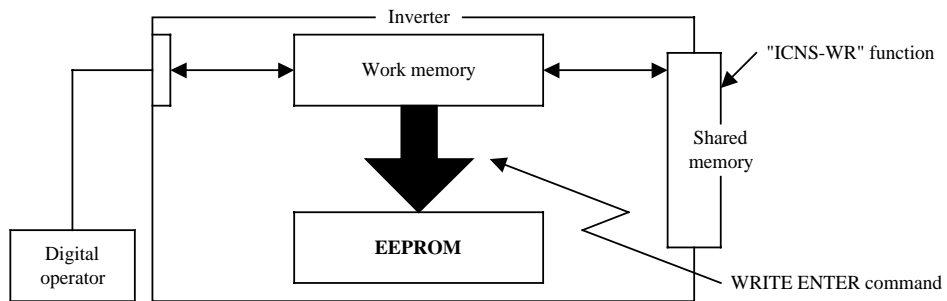 Inverter
"ICNS-WR" function
Work memory
Shared
memory
EEPROM
Digital
operator
WRITE ENTER command